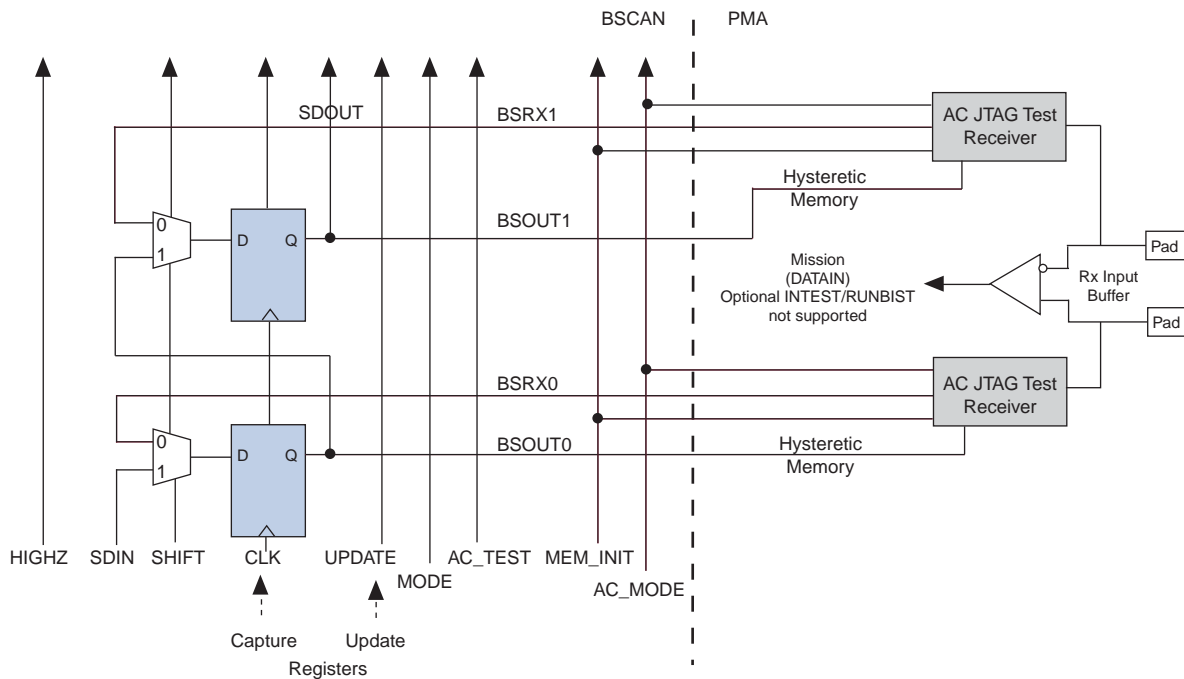 BSCAN
PMA
SDOUT
BSRX1
AC JTAG Test
Receiver
Hysteretic
Memory
0
1
D
Q
BSOUT1
Mission
(DATAIN)
Optional INTEST/RUNBIST
not supported
Rx Input
Buffer
Pad
Pad
BSRX0
AC JTAG Test
Receiver
0
1
D
Q
BSOUT0
Hysteretic
Memory
HIGHZ
SDIN
SHIFT
CLK
UPDATE
MODE
AC_TEST
MEM_INIT
AC_MODE
Capture
Update
Registers